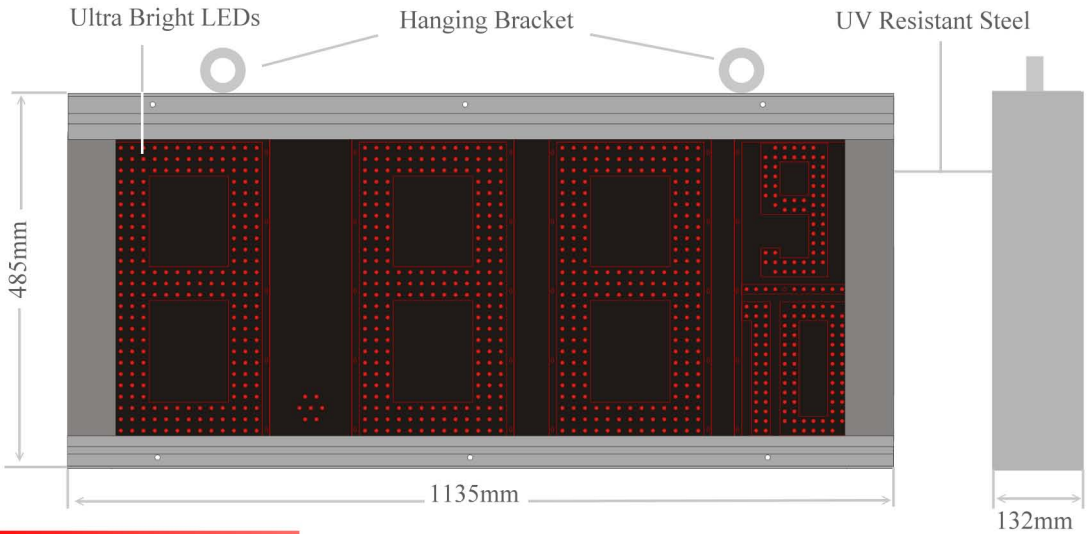 Ultra Bright LEDs
Hanging Bracket
UV Resistant Steel
485mm
1135mm
132mm